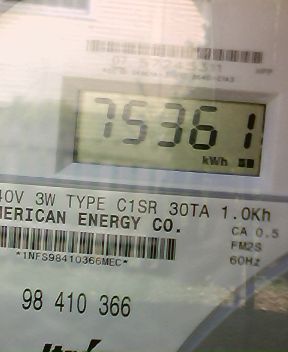 75361
kWh
40V 3W TYPE C1SR 30TA 1.0Kh
MERICAN ENERGY CO.
CA 0.5
FM2S
*1NFS98410366MEC*
60Hz
98 410 366